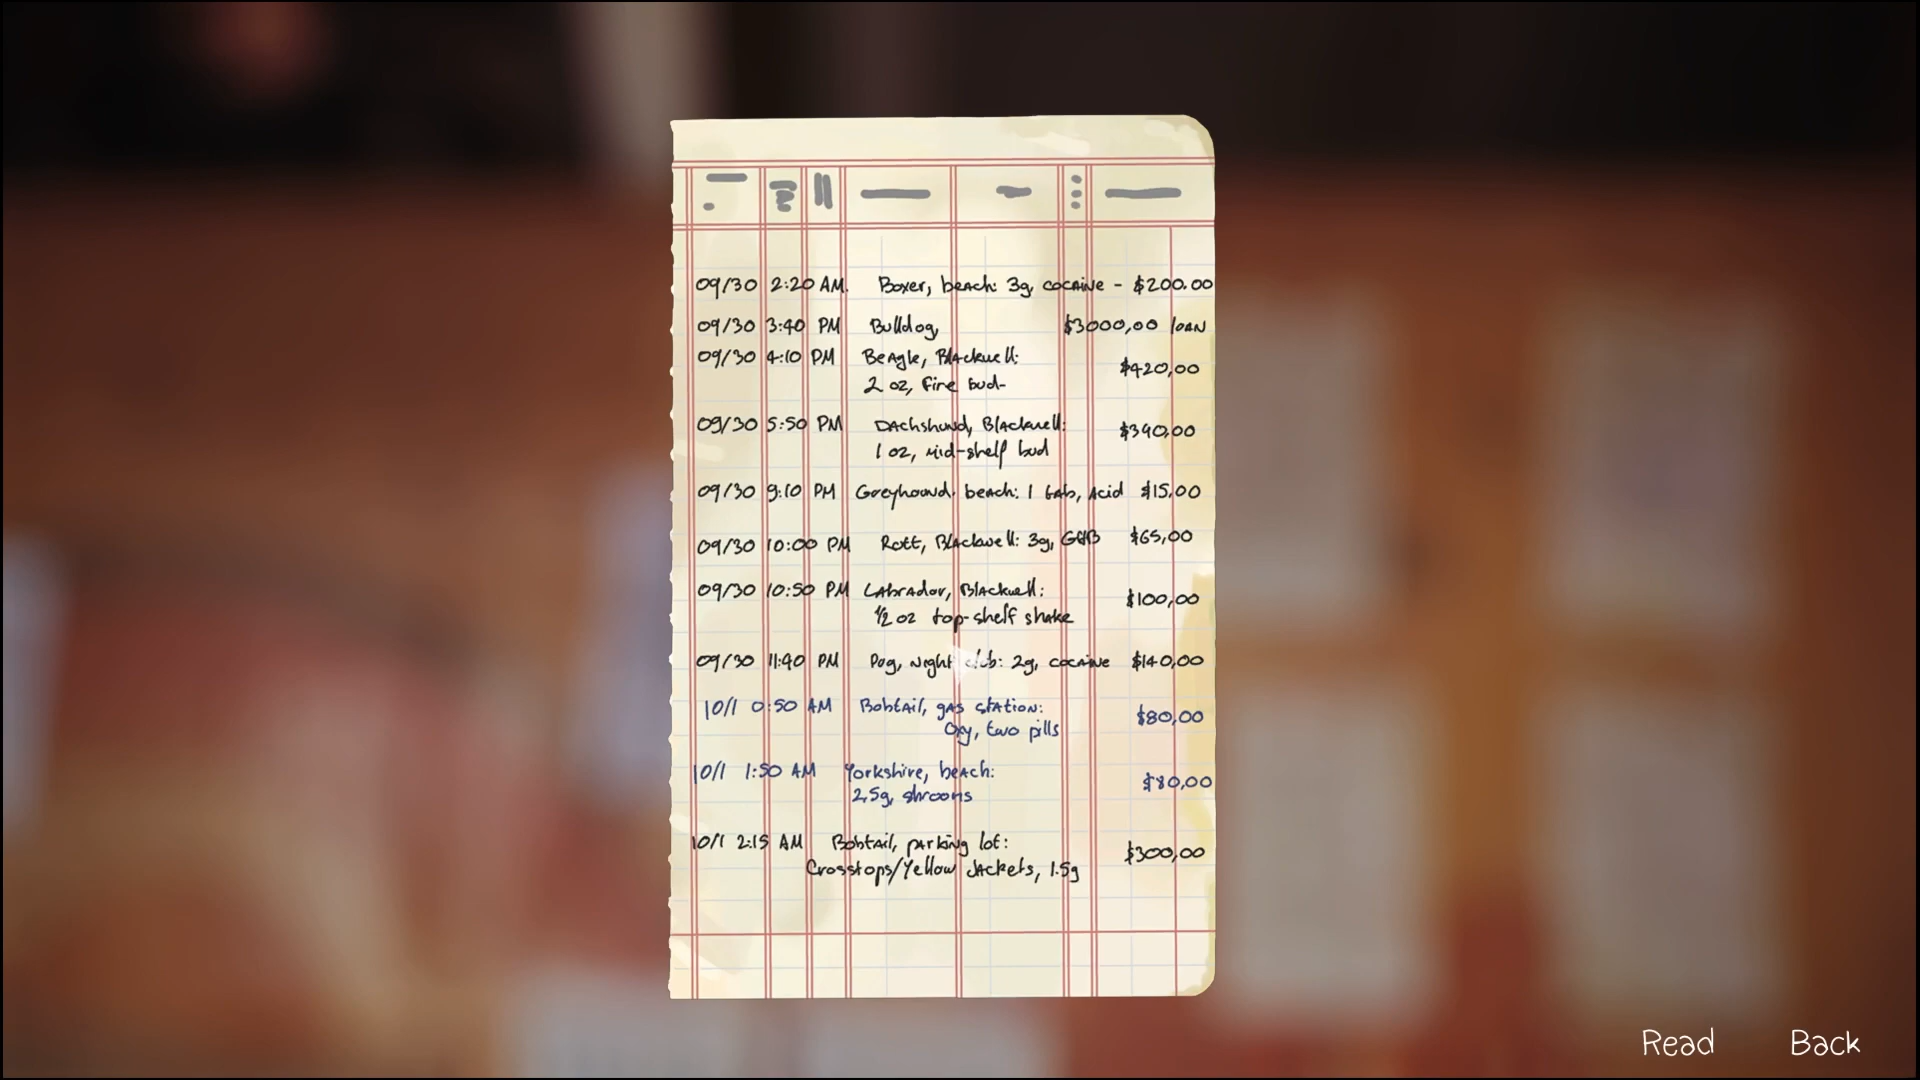 09/30 2:20 AM. Boxer, beach: 3g, cocaine - $200.00
09/30 3:40 PM Bulldog, $3000,00 loan
09/30 4:10 PM Beagle, Blackwell:
2 oz, fire bud- $420,00
09/30 5:50 PM Dachshund, Blackwell: $340,00
1 oz, mid-shelf bud
09/30 9:10 PM Greyhound, beach: 1 tab, acid $15,00
09/30 10:00 PM Rott, Blackwell: 3g, GHB $65,00
09/30 10:50 PM Labrador, Blackwell: $100,00
1/2 oz top-shelf shake
09/30 11:40 PM Pog, night club: 2g, cocaine $140,00
10/1 0:50 AM Bobtail, gas station: $80,00
Oxy, two pills
10/1 1:50 AM Yorkshire, beach: $80,00
2,5g, shrooms
10/1 2:15 AM Bobtail, parking lot: $300,00
Crosstops/Yellow Jackets, 1.5g
Read Back